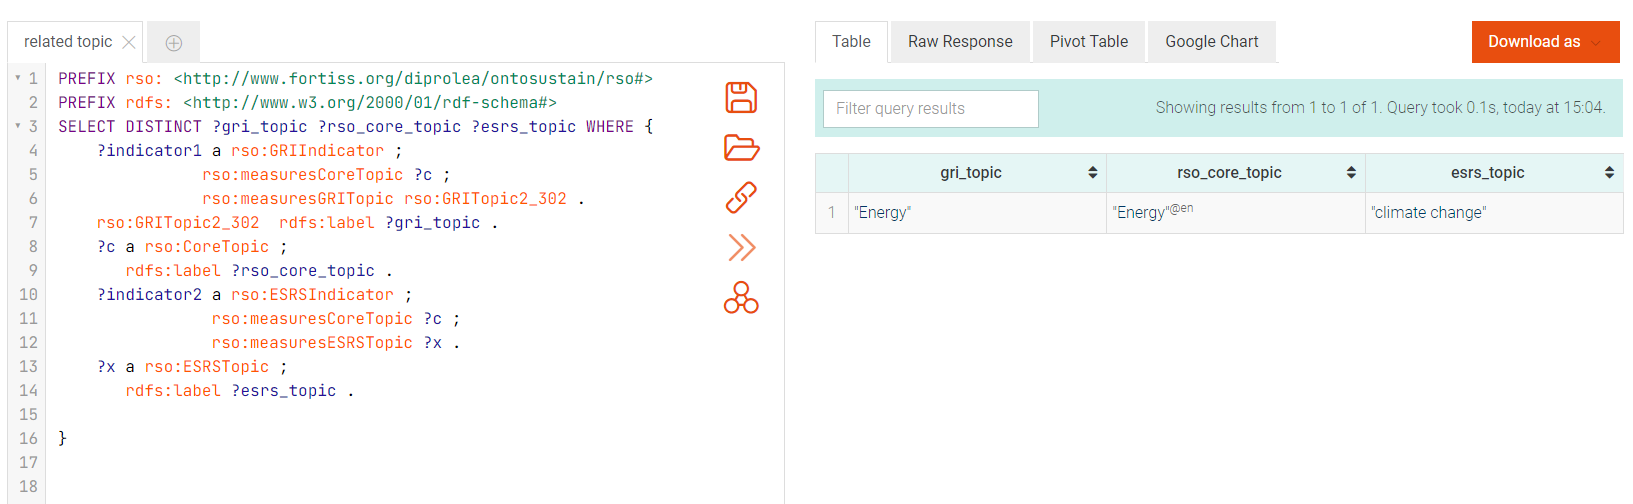 related topic
1 PREFIX rso: <http://www.fortiss.org/diprolea/ontosustain/rso#>
2 PREFIX rdfs: <http://www.w3.org/2000/01/rdf-schema#>
3 SELECT DISTINCT ?gri_topic ?rso_core_topic ?esrs_topic WHERE {
4 ?indicator1 a rso:GRIIndicator ;
5 rso:measuresCoreTopic ?c ;
6 rso:measuresGRITopic rso:GRITopic2_302 .
7 rso:GRITopic2_302  rdfs:label ?gri_topic .
8 ?c a rso:CoreTopic ;
9 rdfs:label ?rso_core_topic .
10 ?indicator2 a rso:ESRSIndicator ;
11 rso:measuresCoreTopic ?c ;
12 rso:measuresESRSTopic ?x .
13 ?x a rso:ESRSTopic ;
14 rdfs:label ?esrs_topic .
15
16 }
17
18
Table Raw Response Pivot Table Google Chart Download as
Filter query results Showing results from 1 to 1 of 1. Query took 0.1s, today at 15:04.
gri_topic rso_core_topic esrs_topic
1 "Energy" "Energy"@en "climate change"